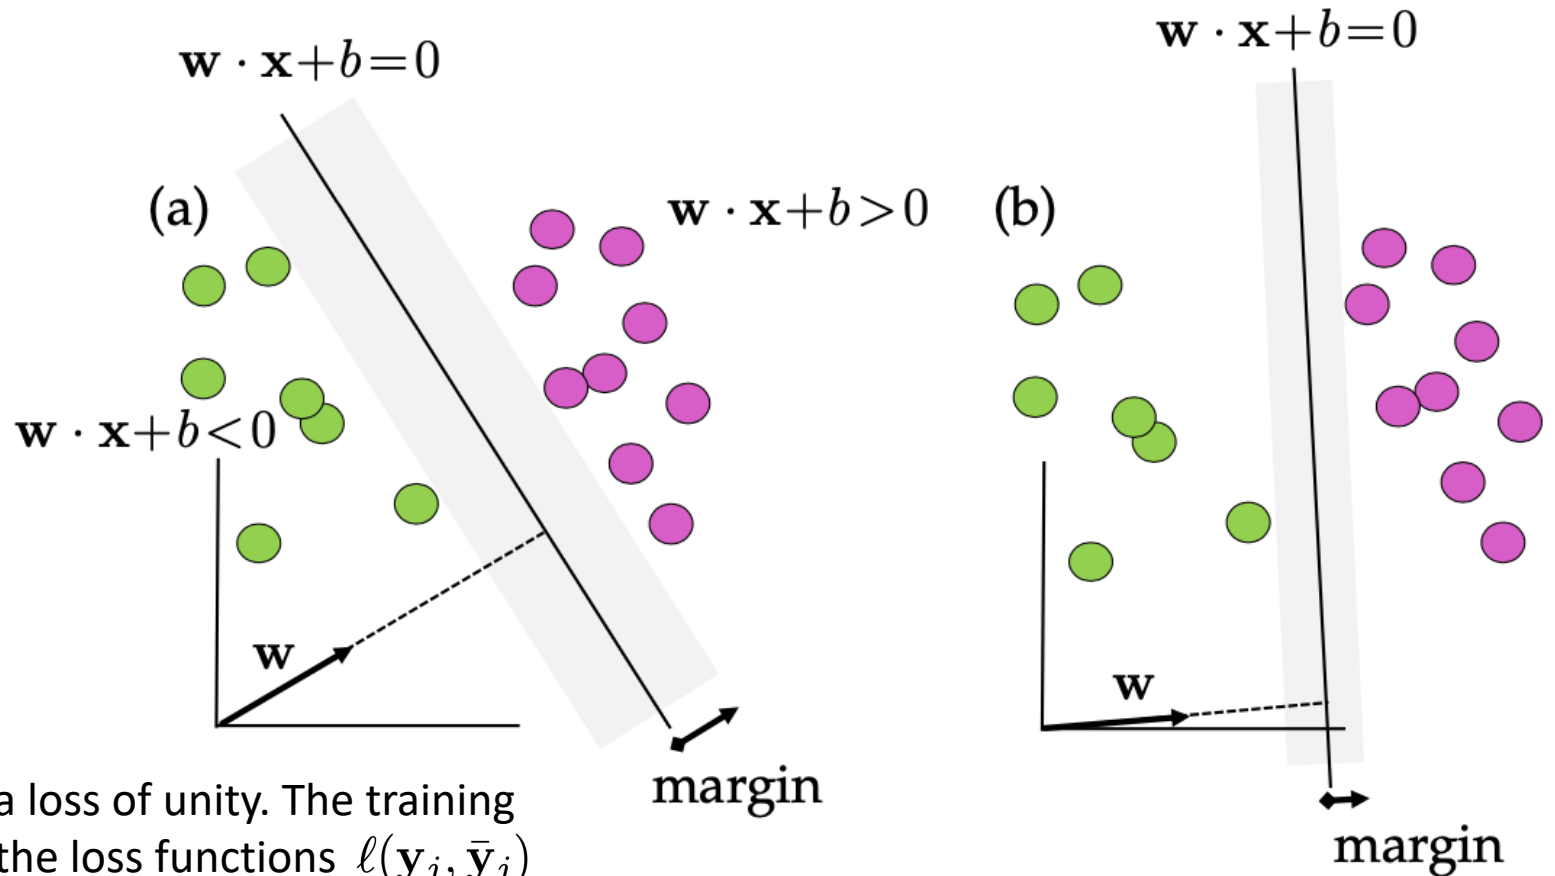 w · x+b=0
w · x+b=0
(a)
w · x+b>0
(b)
w · x+b<0
w
w
margin
margin
a loss of unity. The training
the loss functions ℓ(y_j, ȳ_j)